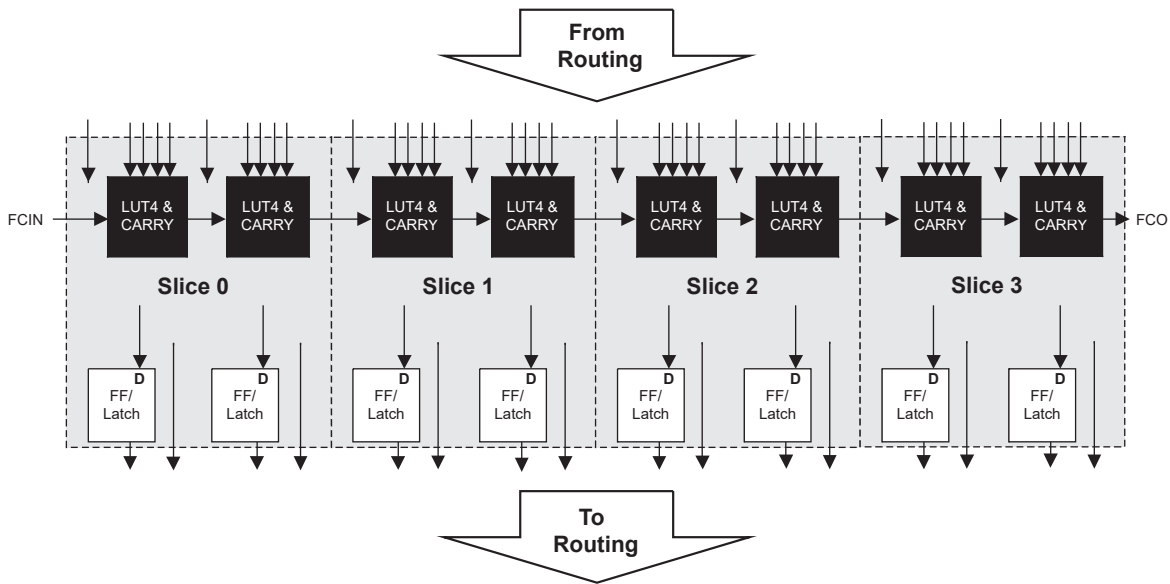 From
Routing
LUT4 &
CARRY
LUT4 &
CARRY
LUT4 &
CARRY
LUT4 &
CARRY
LUT4 &
CARRY
LUT4 &
CARRY
LUT4 &
CARRY
LUT4 &
CARRY
FCIN
FCO
Slice 0
Slice 1
Slice 2
Slice 3
D
FF/
Latch
D
FF/
Latch
D
FF/
Latch
D
FF/
Latch
D
FF/
Latch
D
FF/
Latch
D
FF/
Latch
D
FF/
Latch
To
Routing